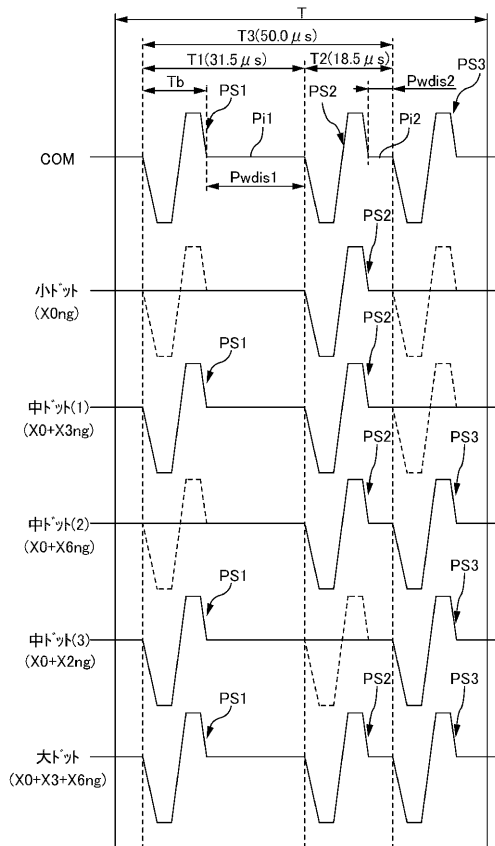 T
T3(50.0μs)
T1(31.5μs) T2(18.5μs)
Tb PS1 PS2 Pwdis2 PS3
Pi1 Pi2
COM
Pwdis1
PS2
小ドット
(X0ng)
PS1 PS2
中ドット(1)
(X0+X3ng)
PS2 PS3
中ドット(2)
(X0+X6ng)
PS1 PS3
中ドット(3)
(X0+X2ng)
PS1 PS2 PS3
大ドット
(X0+X3+X6ng)